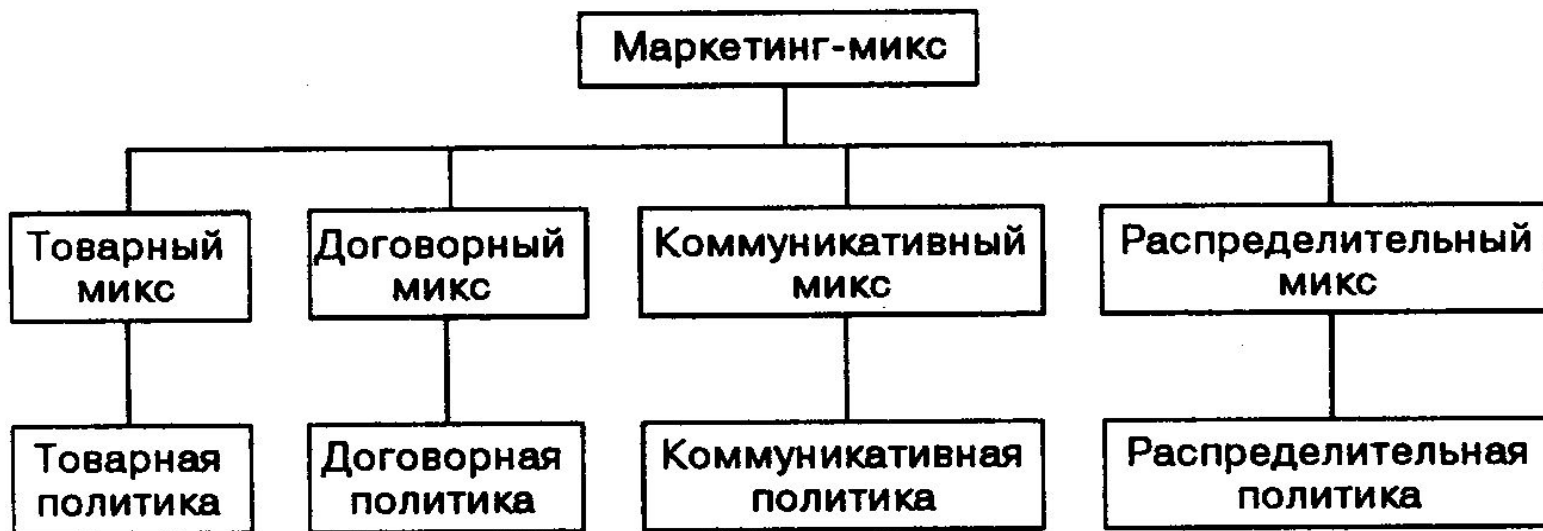 Маркетинг-микс
Товарный
микс
Договорный
микс
Коммуникативный
микс
Распределительный
микс
Товарная
политика
Договорная
политика
Коммуникативная
политика
Распределительная
политика